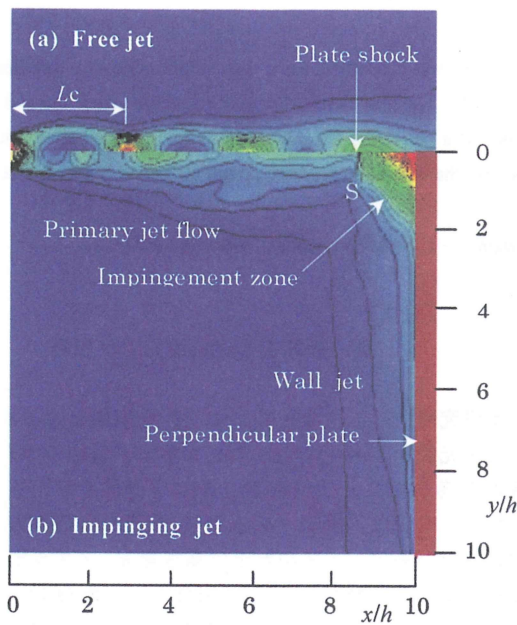 (a) Free jet
Plate shock
Lc
0
S
2
Primary jet flow
Impingement zone
4
Wall jet
6
Perpendicular plate
8
y/h
(b) Impinging jet
10
0 2 4 6 8 10
x/h